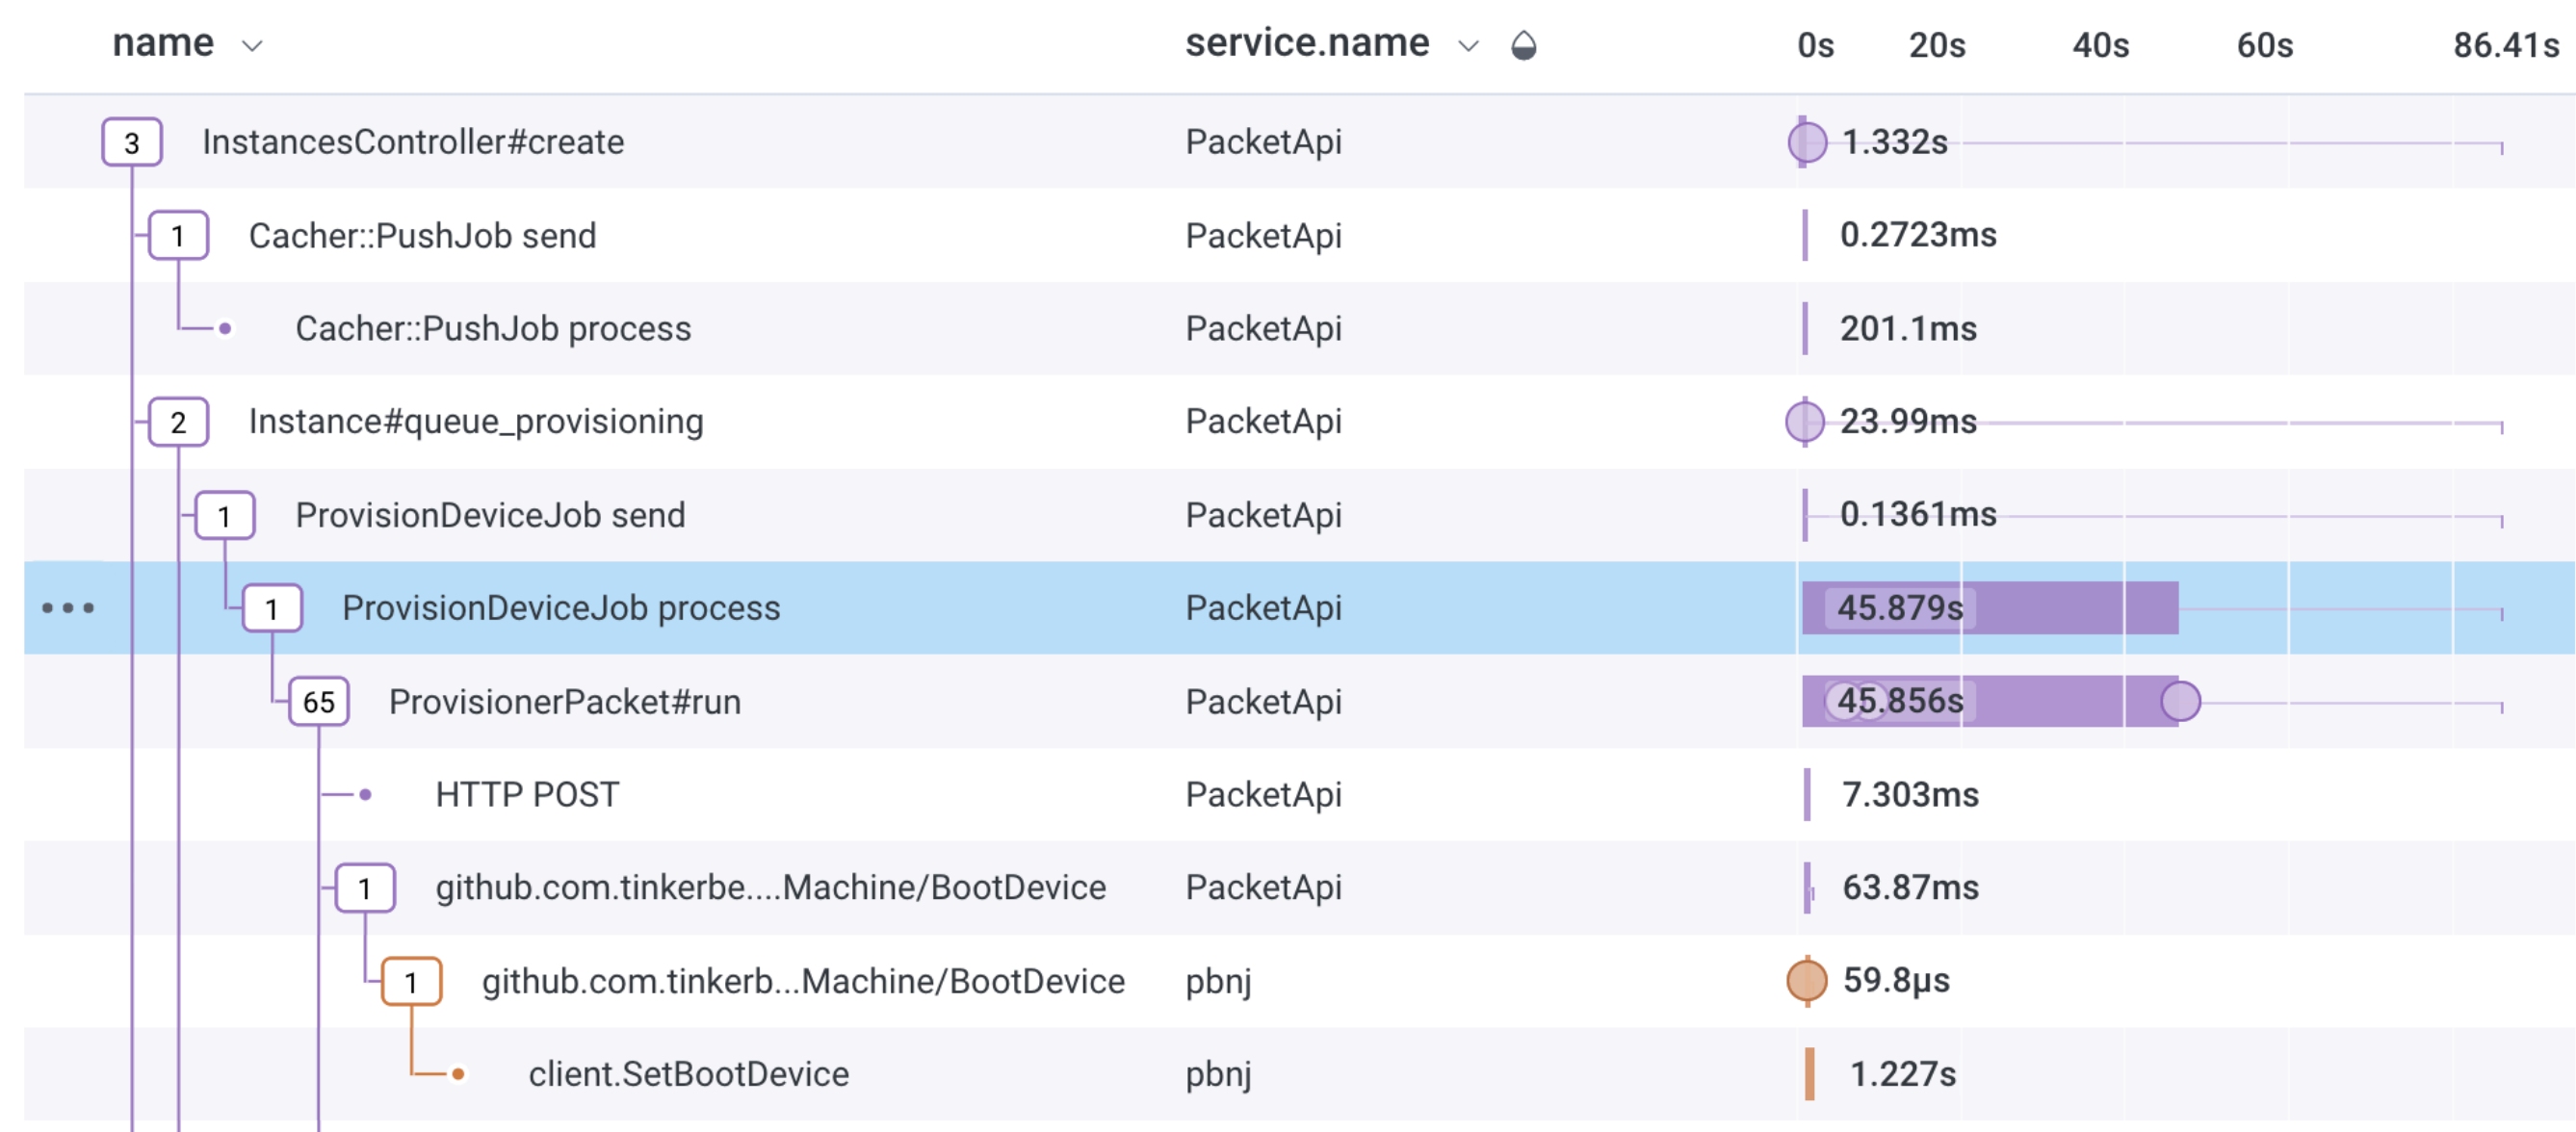 name service.name 0s 20s 40s 60s 86.41s
3 InstancesController#create PacketApi 1.332s
1 Cacher::PushJob send PacketApi 0.2723ms
Cacher::PushJob process PacketApi 201.1ms
2 Instance#queue_provisioning PacketApi 23.99ms
1 ProvisionDeviceJob send PacketApi 0.1361ms
1 ProvisionDeviceJob process PacketApi 45.879s
65 ProvisionerPacket#run PacketApi 45.856s
HTTP POST PacketApi 7.303ms
1 github.com.tinkerbe....Machine/BootDevice PacketApi 63.87ms
1 github.com.tinkerb...Machine/BootDevice pbnj 59.8µs
client.SetBootDevice pbnj 1.227s